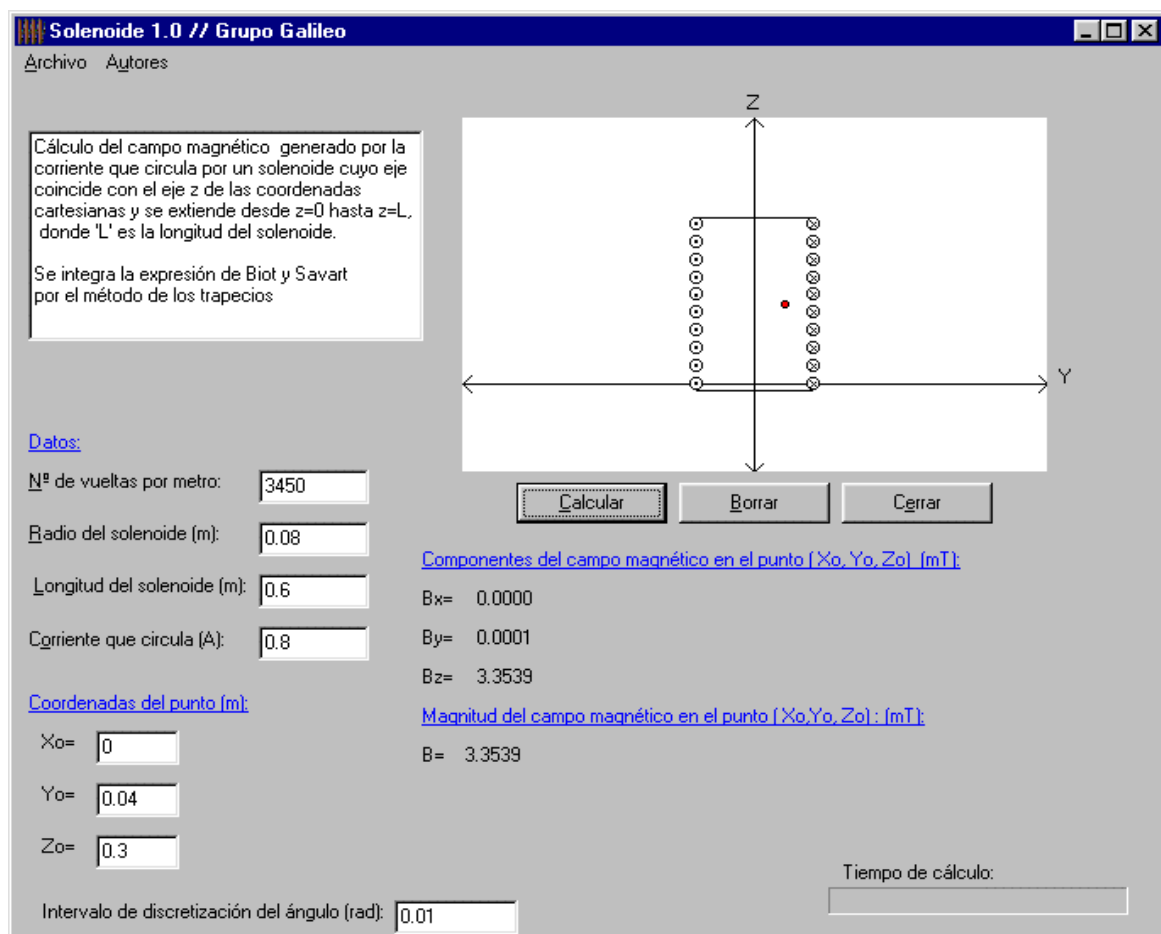 Solenoide 1.0 // Grupo Galileo
Archivo Autores
Cálculo del campo magnético generado por la
corriente que circula por un solenoide cuyo eje
coincide con el eje z de las coordenadas
cartesianas y se extiende desde z=0 hasta z=L,
donde 'L' es la longitud del solenoide.
Se integra la expresión de Biot y Savart
por el método de los trapecios
Z
Y
Datos:
Nº de vueltas por metro: 3450
Radio del solenoide (m): 0.08
Longitud del solenoide (m): 0.6
Corriente que circula (A): 0.8
Coordenadas del punto (m):
Xo= 0
Yo= 0.04
Zo= 0.3
Intervalo de discretización del ángulo (rad): 0.01
Calcular Borrar Cerrar
Componentes del campo magnético en el punto ( Xo, Yo, Zo) (mT):
Bx= 0.0000
By= 0.0001
Bz= 3.3539
Magnitud del campo magnético en el punto ( Xo,Yo, Zo) : (mT):
B= 3.3539
Tiempo de cálculo: